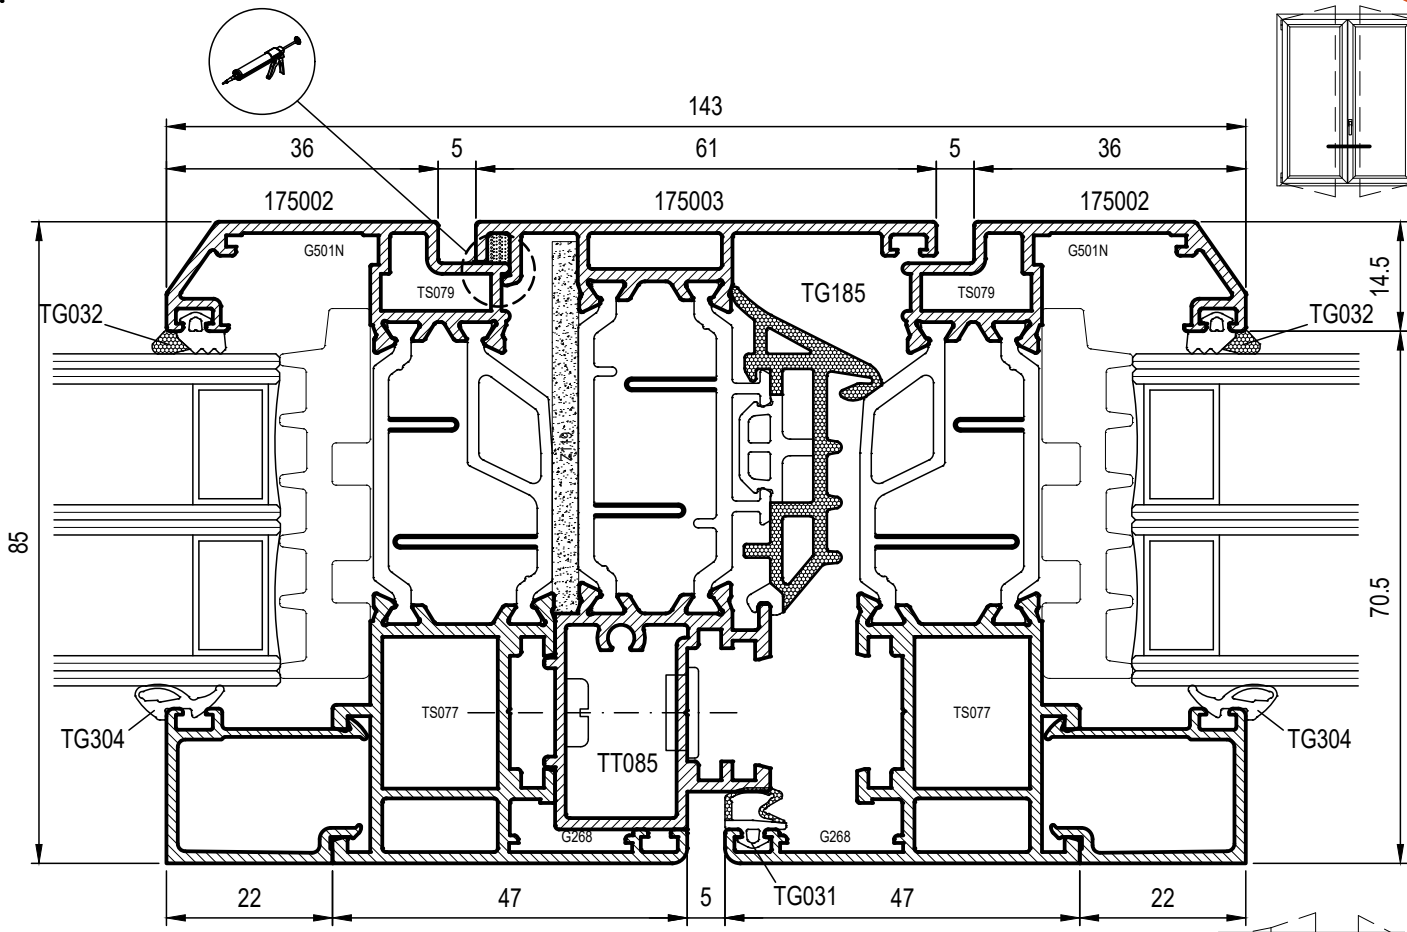 143
36 5 61 5 36
175002 175003 175002
G501N G501N
TS079 TG185 TS079
14.5
TG032 TG032
Z119
85
70.5
TS077 TS077
TG304 TG304
TT085
G268 G268
TG031
22 47 5 47 22